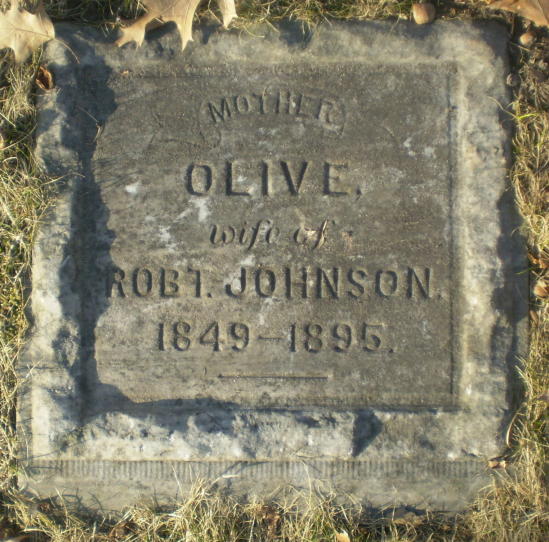 MOTHER
OLIVE,
wife of
ROBT. JOHNSON.
1849-1895.